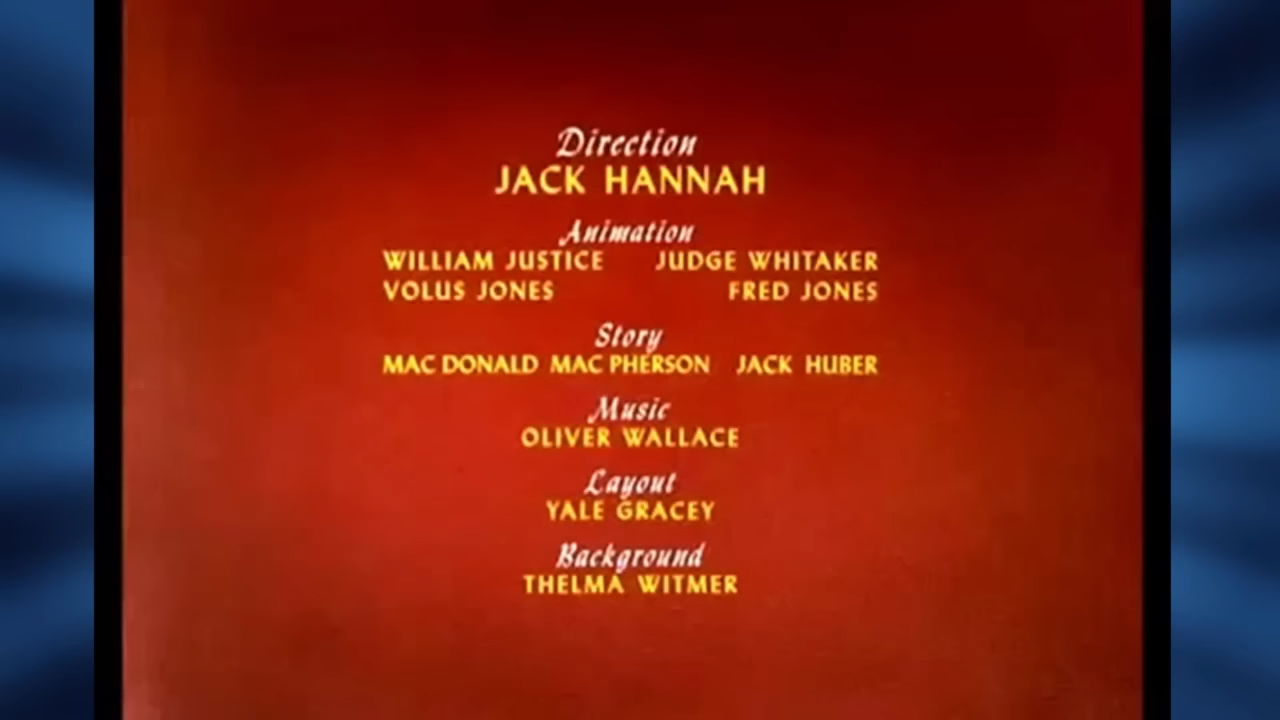 Direction
JACK HANNAH
Animation
WILLIAM JUSTICE JUDGE WHITAKER
VOLUS JONES FRED JONES
Story
MAC DONALD MAC PHERSON JACK HUBER
Music
OLIVER WALLACE
Layout
YALE GRACEY
Background
THELMA WITMER